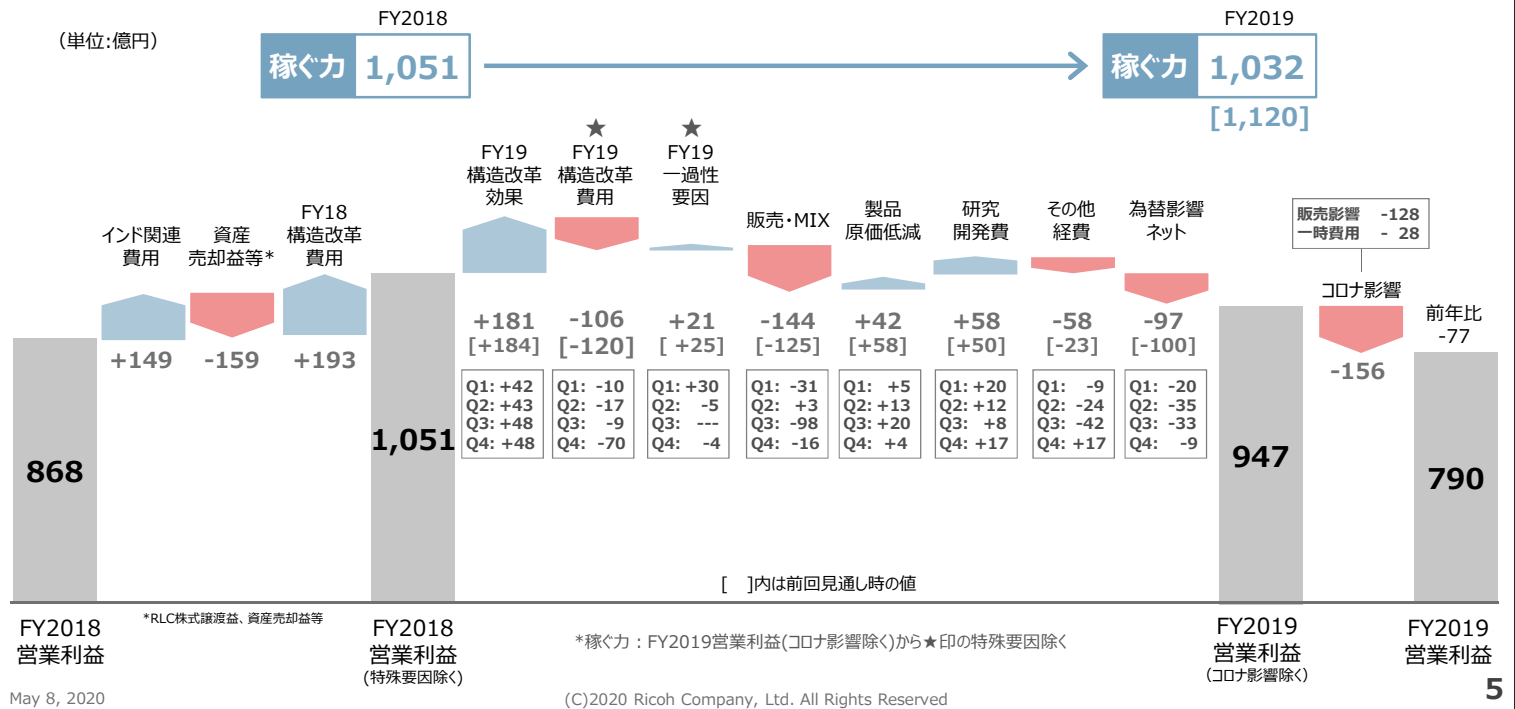 (単位:億円)
FY2018
稼ぐ力 1,051
FY2019
稼ぐ力 1,032
[1,120]
インド関連
費用
+149
資産
売却益等*
-159
FY18
構造改革
費用
+193
FY19
構造改革
効果
+181
[+184]
Q1: +42
Q2: +43
Q3: +48
Q4: +48
★
FY19
構造改革
費用
-106
[-120]
Q1: -10
Q2: -17
Q3: -9
Q4: -70
★
FY19
一過性
要因
+21
[ +25]
Q1: +30
Q2: -5
Q3: ---
Q4: -4
販売・MIX
-144
[-125]
Q1: -31
Q2: +3
Q3: -98
Q4: -16
製品
原価低減
+42
[+58]
Q1: +5
Q2: +13
Q3: +20
Q4: +4
研究
開発費
+58
[+50]
Q1: +20
Q2: +12
Q3: +8
Q4: +17
その他
経費
-58
[-23]
Q1: -9
Q2: -24
Q3: -42
Q4: +17
為替影響
ネット
-97
[-100]
Q1: -20
Q2: -35
Q3: -33
Q4: -9
販売影響 -128
一時費用 - 28
コロナ影響
-156
前年比
-77
868
1,051
947
790
[ ]内は前回見通し時の値
FY2018
営業利益
*RLC株式譲渡益、資産売却益等
FY2018
営業利益
(特殊要因除く)
*稼ぐ力：FY2019営業利益(コロナ影響除く)から★印の特殊要因除く
FY2019
営業利益
(コロナ影響除く)
FY2019
営業利益
May 8, 2020
(C)2020 Ricoh Company, Ltd. All Rights Reserved
5